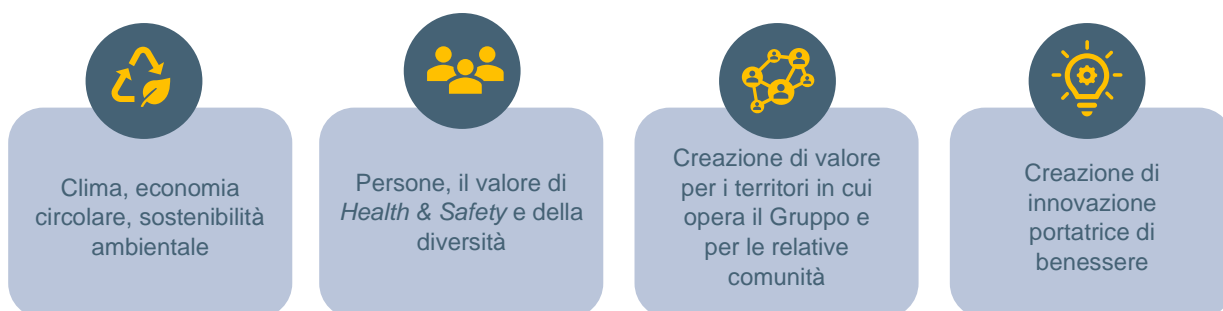 Clima, economia
circolare, sostenibilità
ambientale
Persone, il valore di
Health & Safety e della
diversità
Creazione di valore
per i territori in cui
opera il Gruppo e
per le relative
comunità
Creazione di
innovazione
portatrice di
benessere